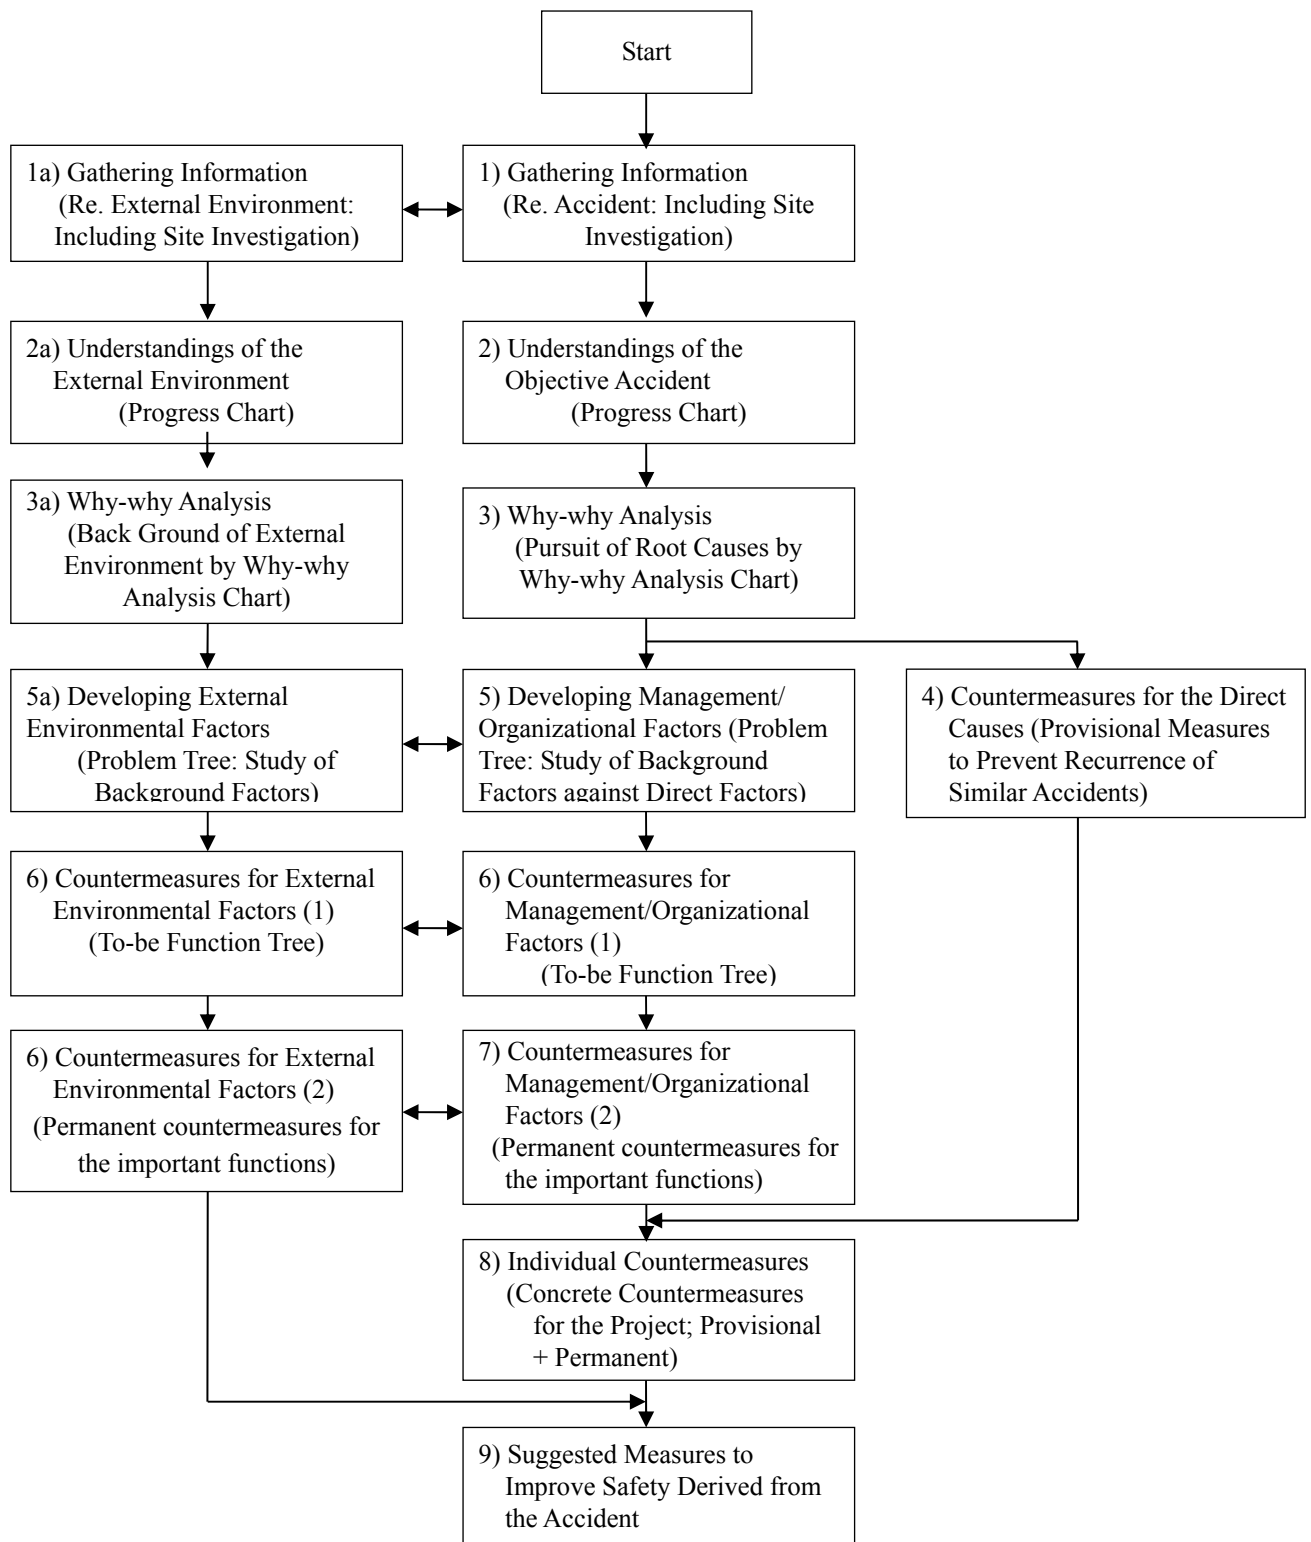 Start
1a) Gathering Information
(Re. External Environment:
Including Site Investigation)
1) Gathering Information
(Re. Accident: Including Site
Investigation)
2a) Understandings of the
External Environment
(Progress Chart)
2) Understandings of the
Objective Accident
(Progress Chart)
3a) Why-why Analysis
(Back Ground of External
Environment by Why-why
Analysis Chart)
3) Why-why Analysis
(Pursuit of Root Causes by
Why-why Analysis Chart)
5a) Developing External
Environmental Factors
(Problem Tree: Study of
Background Factors)
5) Developing Management/
Organizational Factors (Problem
Tree: Study of Background
Factors against Direct Factors)
4) Countermeasures for the Direct
Causes (Provisional Measures
to Prevent Recurrence of
Similar Accidents)
6) Countermeasures for External
Environmental Factors (1)
(To-be Function Tree)
6) Countermeasures for
Management/Organizational
Factors (1)
(To-be Function Tree)
6) Countermeasures for External
Environmental Factors (2)
(Permanent countermeasures for
the important functions)
7) Countermeasures for
Management/Organizational
Factors (2)
(Permanent countermeasures for
the important functions)
8) Individual Countermeasures
(Concrete Countermeasures
for the Project; Provisional
+ Permanent)
9) Suggested Measures to
Improve Safety Derived from
the Accident